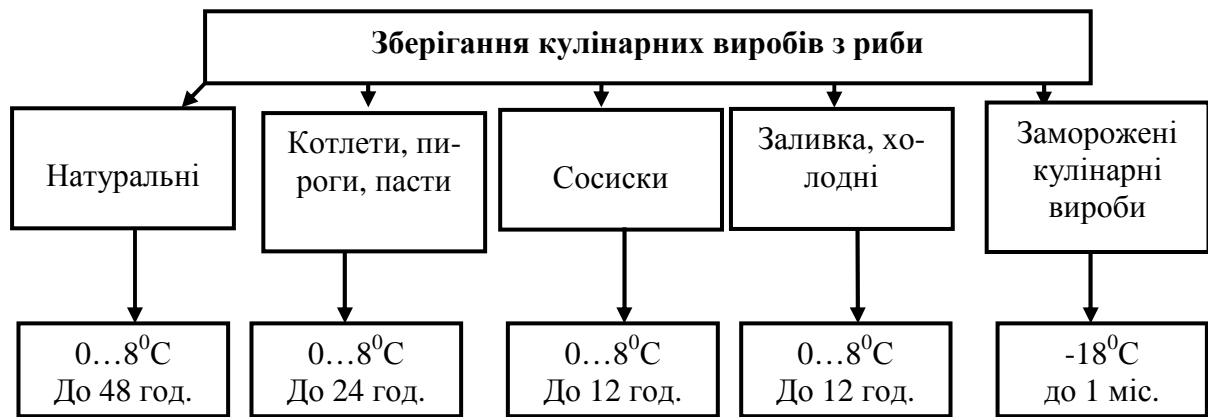 Зберігання кулінарних виробів з риби
Натуральні
Котлети, пи-
роги, пасти
Сосиски
Заливка, хо-
лодні
Заморожені
кулінарні
вироби
0…8⁰С
До 48 год.
0…8⁰С
До 24 год.
0…8⁰С
До 12 год.
0…8⁰С
До 12 год.
-18⁰С
до 1 міс.